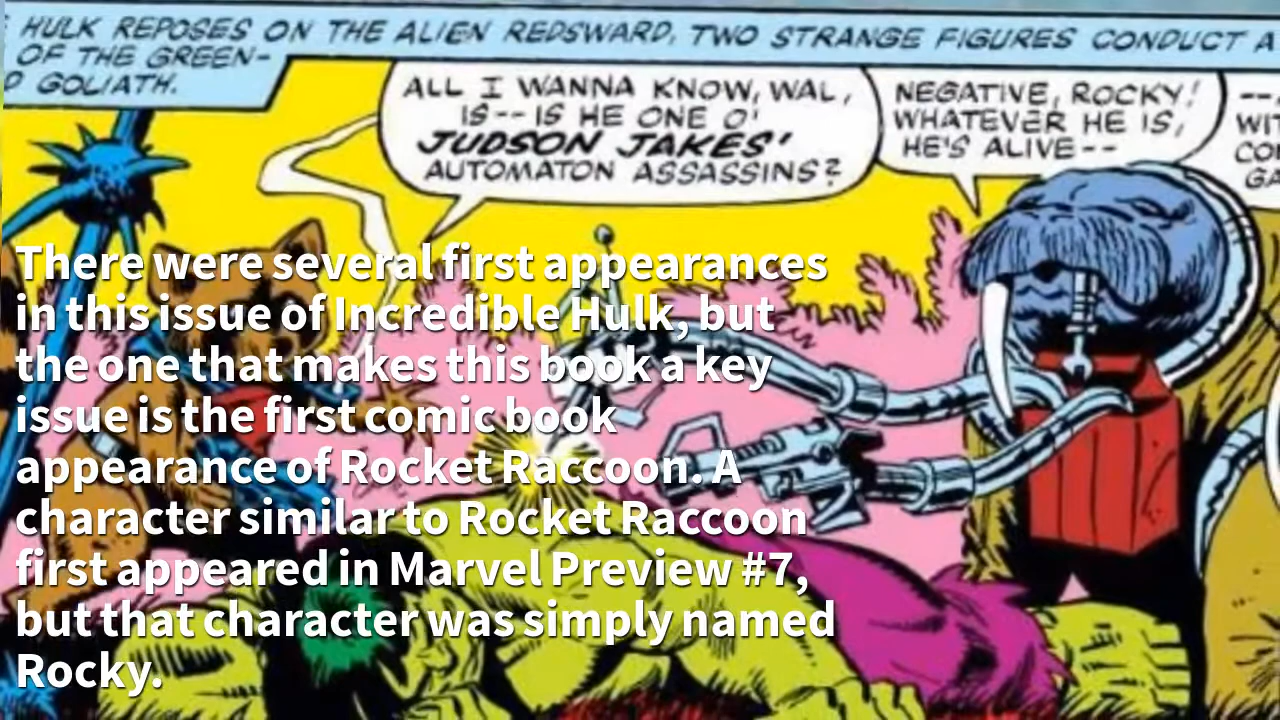 HULK REPOSES ON THE ALIEN REDSWARD, TWO STRANGE FIGURES CONDUCT A
OF THE GREEN-
GOLIATH.
ALL I WANNA KNOW, WAL,
IS-- IS HE ONE O'
JUDSON JAKES'
AUTOMATON ASSASSINS?
NEGATIVE, ROCKY!
WHATEVER HE IS,
HE'S ALIVE--
There were several first appearances
in this issue of Incredible Hulk, but
the one that makes this book a key
issue is the first comic book
appearance of Rocket Raccoon. A
character similar to Rocket Raccoon
first appeared in Marvel Preview #7,
but that character was simply named
Rocky.